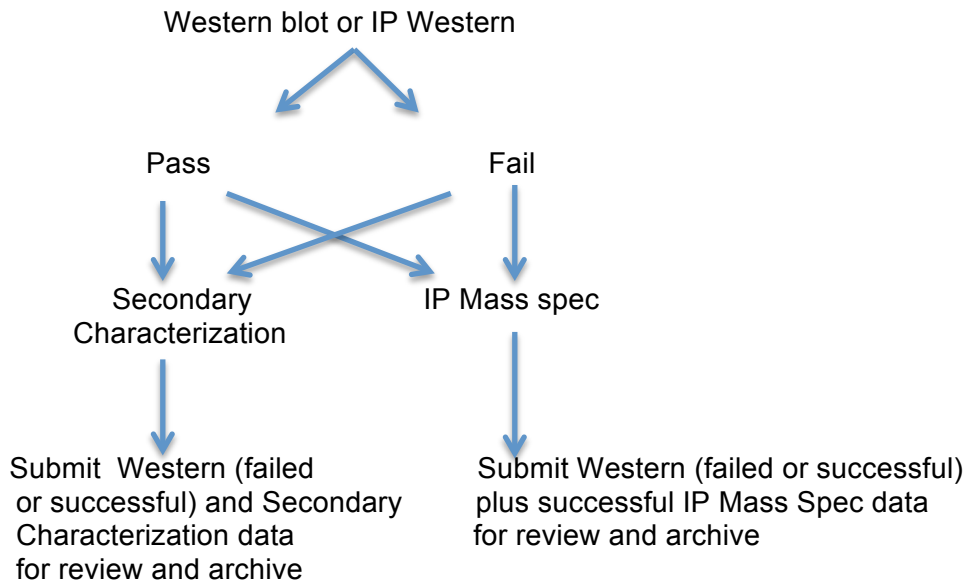 Western blot or IP Western
Pass
Fail
Secondary
Characterization
IP Mass spec
Submit Western (failed
or successful) and Secondary
Characterization data
for review and archive
Submit Western (failed or successful)
plus successful IP Mass Spec data
for review and archive